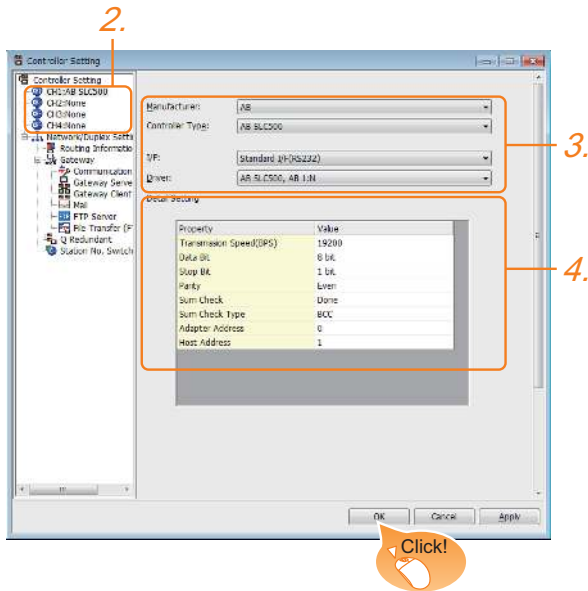 2.
Controller Setting
Controller Setting
CH1:AB SLC500
CH2:None
CH3:None
CH4:None
Network/Duplex Setti
Routing Informatio
Gateway
Communication
Gateway Serve
Gateway Client
Mail
FTP Server
File Transfer (F
Q Redundant
Station No. Switch
Manufacturer: AB
Controller Type: AB SLC500
I/F: Standard I/F(RS232)
Driver: AB SLC500, AB 1:N
3.
Detail Setting
Property Value
Transmission Speed(BPS) 19200
Data Bit 8 bit
Stop Bit 1 bit
Parity Even
Sum Check Done
Sum Check Type BCC
Adapter Address 0
Host Address 1
4.
OK Cancel Apply
Click!